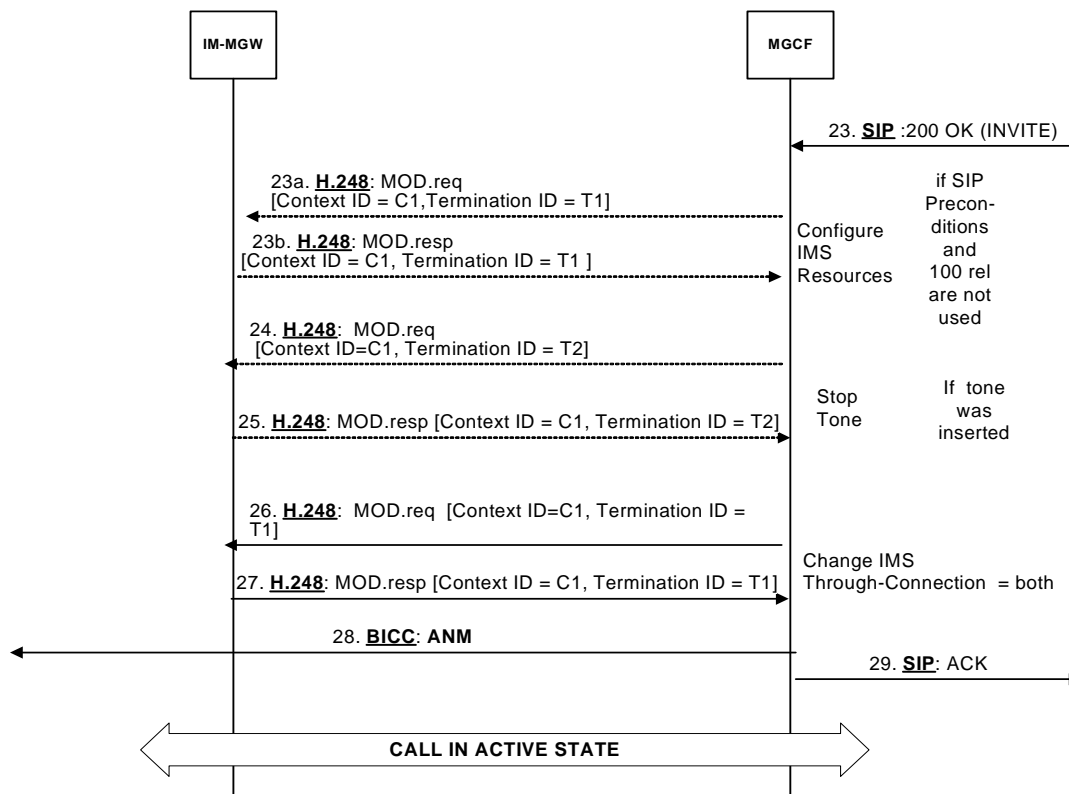 IM-MGW
MGCF
23. SIP :200 OK (INVITE)
23a. H.248: MOD.req
[Context ID = C1,Termination ID = T1]
if SIP
Precon-
ditions
and
100 rel
are not
used
23b. H.248: MOD.resp
[Context ID = C1, Termination ID = T1 ]
Configure
IMS
Resources
24. H.248: MOD.req
[Context ID=C1, Termination ID = T2]
Stop
Tone
If tone
was
inserted
25. H.248: MOD.resp [Context ID = C1, Termination ID = T2]
26. H.248: MOD.req [Context ID=C1, Termination ID =
T1]
Change IMS
Through-Connection = both
27. H.248: MOD.resp [Context ID = C1, Termination ID = T1]
28. BICC: ANM
29. SIP: ACK
CALL IN ACTIVE STATE